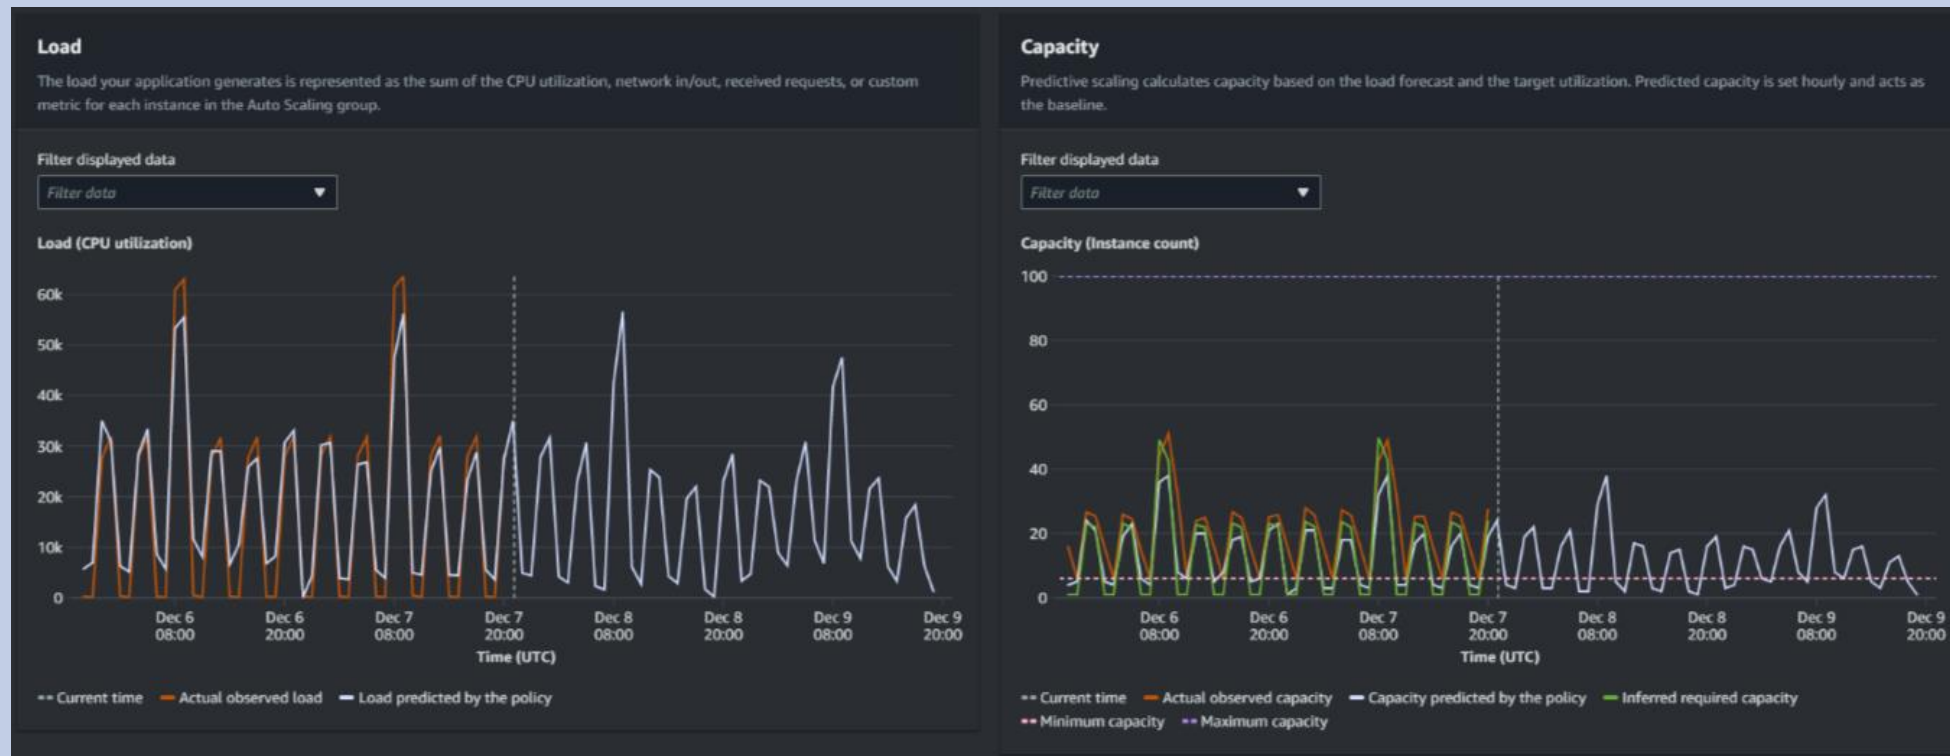 Load
The load your application generates is represented as the sum of the CPU utilization, network in/out, received requests, or custom
metric for each instance in the Auto Scaling group.
Filter displayed data
Filter data
Load (CPU utilization)
60k
50k
40k
30k
20k
10k
0
Dec 6 Dec 6 Dec 7 Dec 7 Dec 8 Dec 8 Dec 9 Dec 9
08:00 20:00 08:00 20:00 08:00 20:00 08:00 20:00
Time (UTC)
Current time Actual observed load Load predicted by the policy
Capacity
Predictive scaling calculates capacity based on the load forecast and the target utilization. Predicted capacity is set hourly and acts as
the baseline.
Filter displayed data
Filter data
Capacity (Instance count)
100
80
60
40
20
0
Dec 6 Dec 6 Dec 7 Dec 7 Dec 8 Dec 8 Dec 9 Dec 9
08:00 20:00 08:00 20:00 08:00 20:00 08:00 20:00
Time (UTC)
Current time Actual observed capacity Capacity predicted by the policy Inferred required capacity
Minimum capacity Maximum capacity